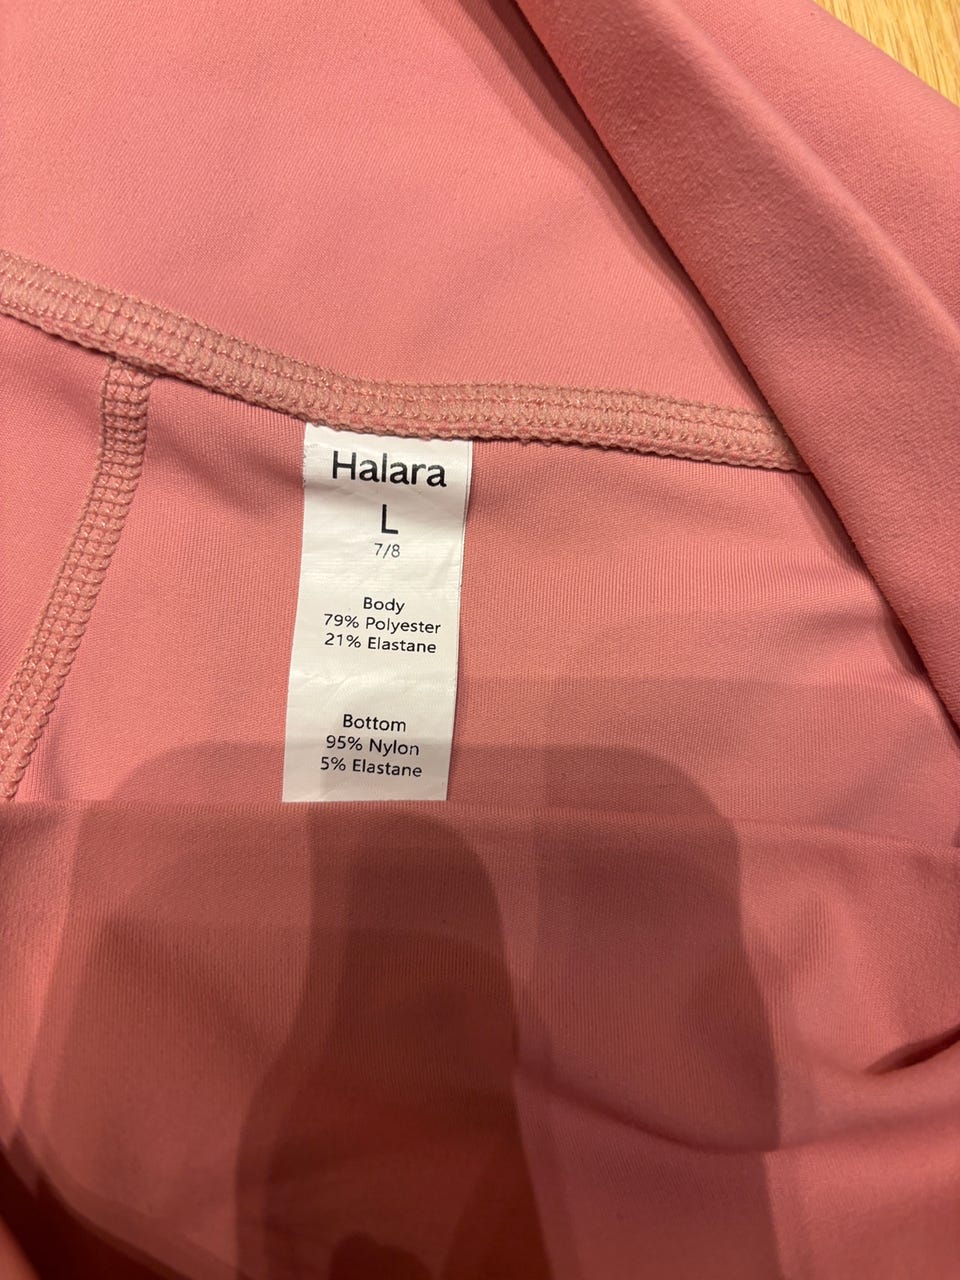 Halara
L
7/8
Body
79% Polyester
21% Elastane
Bottom
95% Nylon
5% Elastane